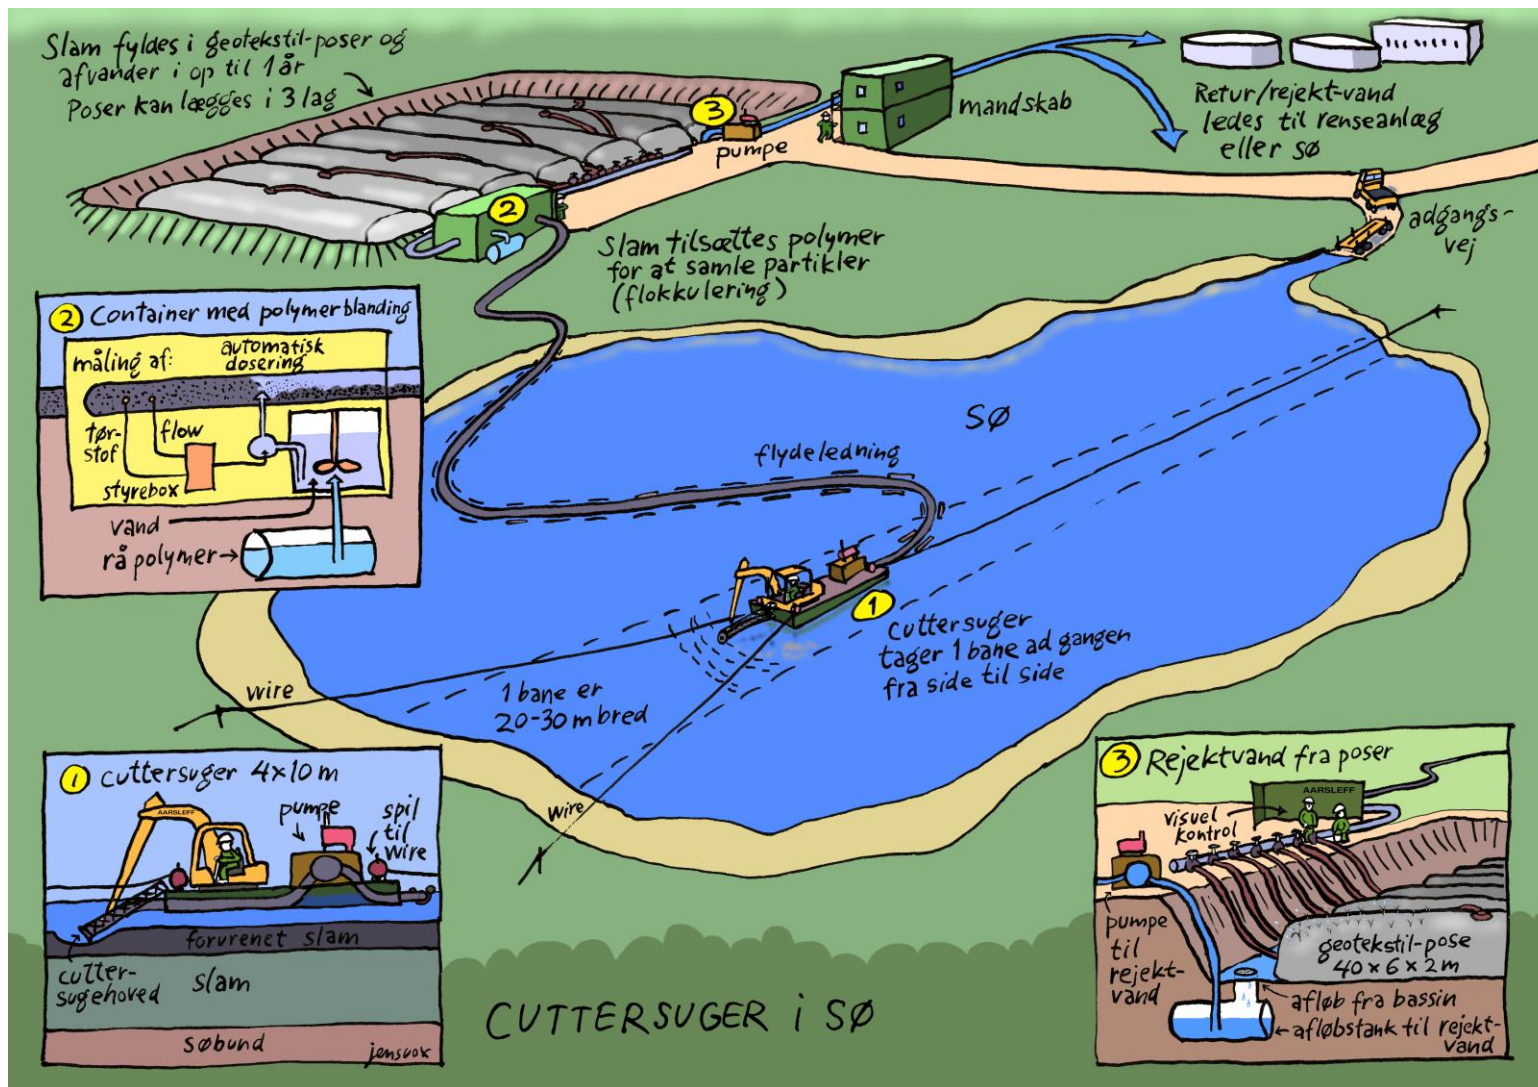 Slam fyldes i geotekstil-poser og
afvander i op til 1 år
Poser kan lægges i 3 lag
3
pumpe
mandskab
Retur/rejekt-vand
ledes til renseanlæg
eller sø
adgangs-
vej
2
Slam tilsættes polymer
for at samle partikler
(flokkulering)
2 Container med polymerblanding
måling af:
automatisk
dosering
tør-
stof
flow
styrebox
vand
rå polymer
SØ
flydeledning
1
cuttersuger
tager 1 bane ad gangen
fra side til side
wire
1 bane er
20-30 m bred
wire
1 cuttersuger 4x10 m
AARSLEFF
pumpe
spil
til
wire
forurenet slam
cutter-
sugehoved
slam
søbund
jensvox
CUTTERSUGER i SØ
3 Rejektvand fra poser
AARSLEFF
visuel
kontrol
pumpe
til
rejekt-
vand
geotekstil-pose
40 x 6 x 2 m
afløb fra bassin
afløbstank til rejekt-
vand